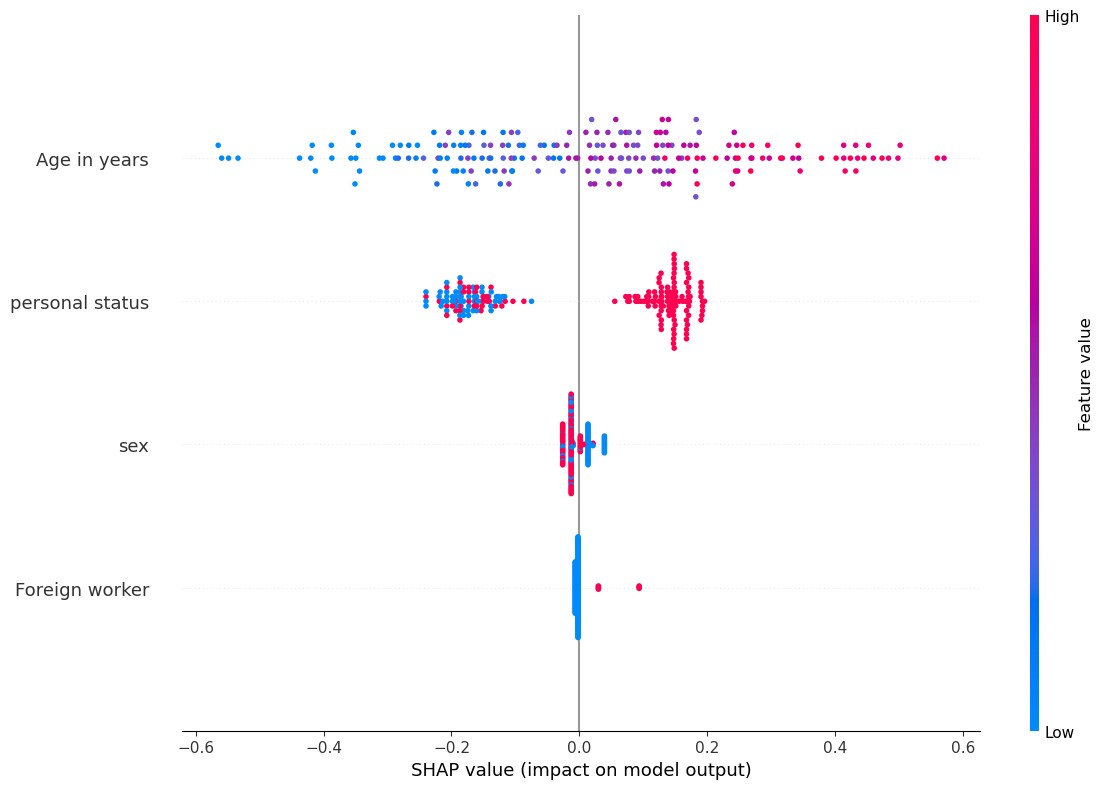 High
Age in years
personal status
sex
Foreign worker
Feature value
Low
−0.6 −0.4 −0.2 0.0 0.2 0.4 0.6
SHAP value (impact on model output)